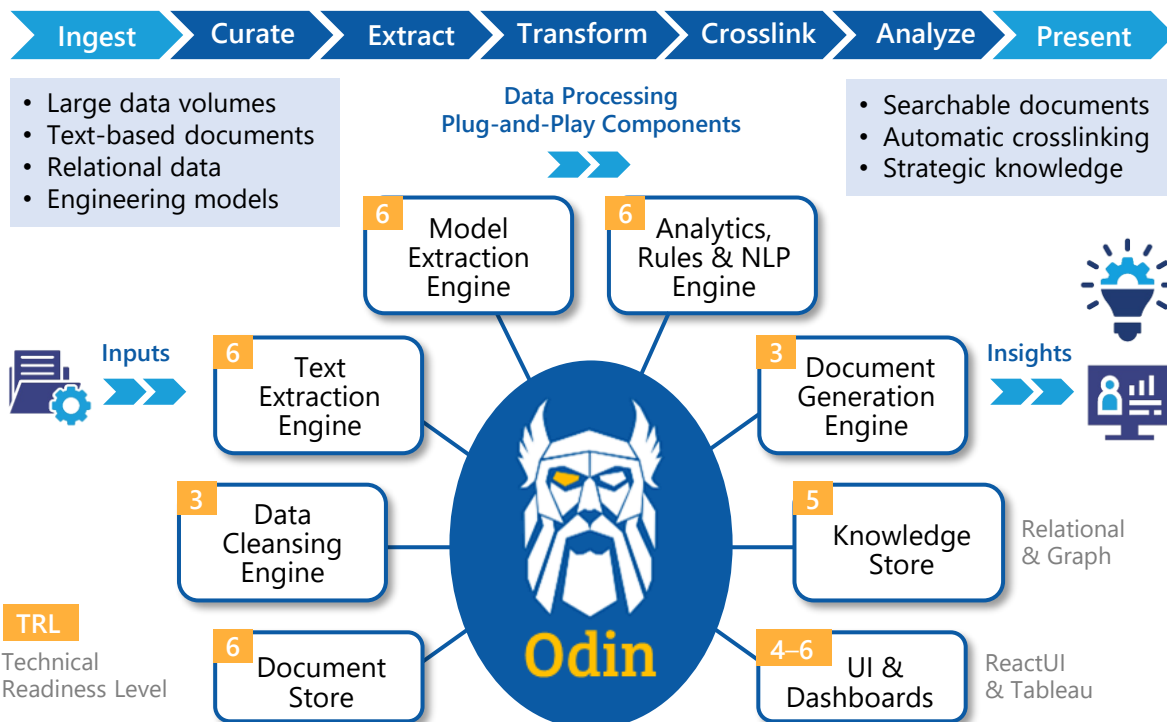 Ingest
Curate
Extract
Transform
Crosslink
Analyze
Present
• Large data volumes
• Text-based documents
• Relational data
• Engineering models
Data Processing
Plug-and-Play Components
• Searchable documents
• Automatic crosslinking
• Strategic knowledge
6
Model
Extraction
Engine
6
Analytics,
Rules & NLP
Engine
Inputs
6
Text
Extraction
Engine
3
Document
Generation
Engine
Insights
3
Data
Cleansing
Engine
5
Knowledge
Store
Relational
& Graph
TRL
Technical
Readiness Level
6
Document
Store
Odin
4–6
UI &
Dashboards
ReactUI
& Tableau